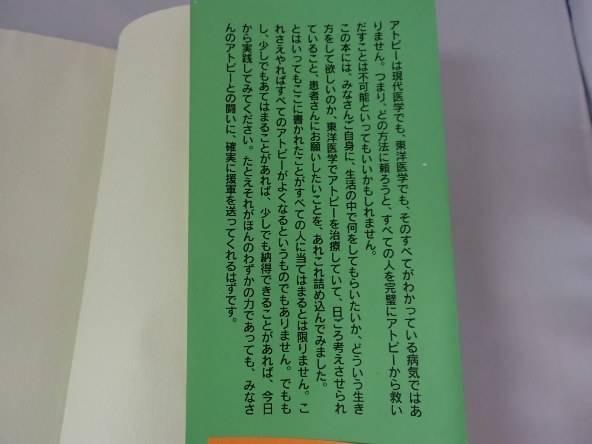 アトピーは現代医学でも、東洋医学でも、そのすべてがわかっている病気ではあ
りません。つまり、どの方法に頼ろうと、すべての人を完璧にアトピーから救い
だすことは不可能といってもいいかもしれません。
この本には、みなさんご自身に、生活の中で何をしてもらいたいか、どういう生き
方をして欲しいのか、東洋医学でアトピーを治療していて、日ごろ考えさせられ
ていること、患者さんにお願いしたいことを、あれこれ詰め込んでみました。
とはいってもここに書かれたことがすべての人に当てはまるとは限りません。こ
れさえやればすべてのアトピーがよくなるというものでもありません。でもも
し、少しでもあてはまることがあれば、少しでも納得できることがあれば、今日
から実践してみてください。たとえそれがほんのわずかの力であっても、みなさ
んのアトピーとの闘いに、確実に援軍を送ってくれるはずです。